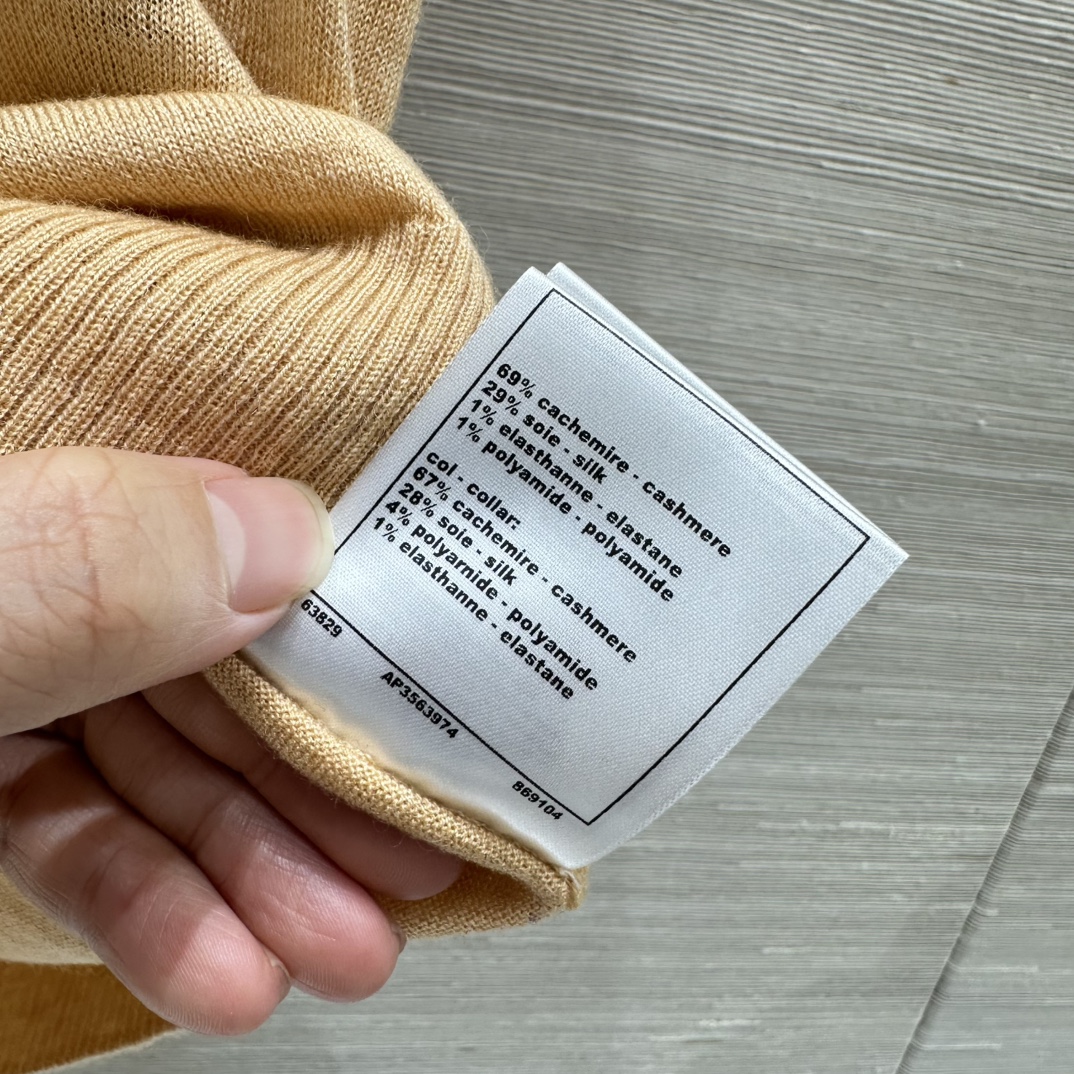 69% cachemire - cashmere
29% soie - silk
1% elasthanne - elastane
1% polyamide - polyamide
col - collar:
67% cachemire - cashmere
28% soie - silk
4% polyamide - polyamide
1% elasthanne - elastane
63829
AP3563974
869104